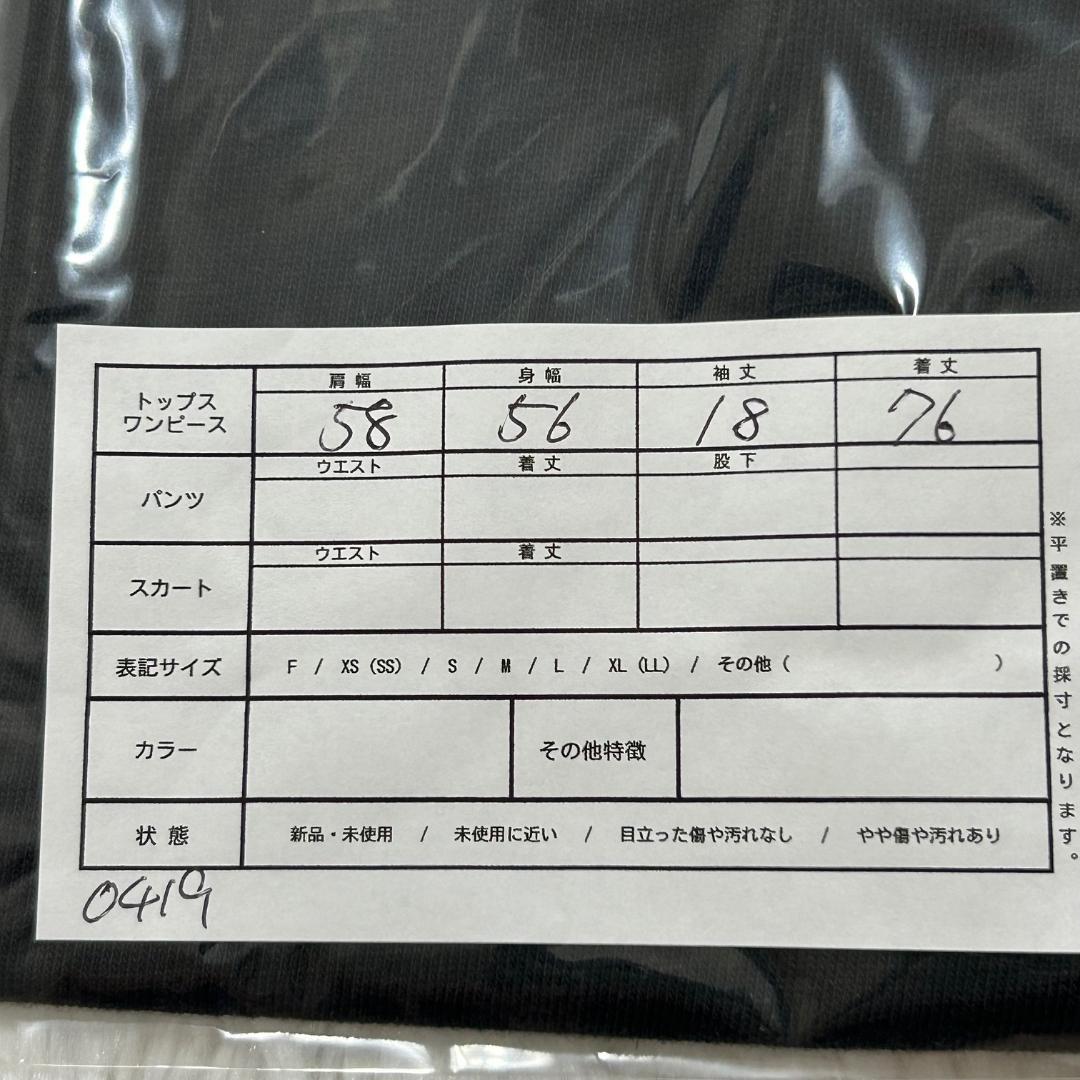 肩幅 身幅 袖丈 着丈
トップス
ワンピース
58 56 18 76
ウエスト 着丈 股下
パンツ
ウエスト 着丈
スカート
表記サイズ F / XS (SS) / S / M / L / XL (LL) / その他 ( )
カラー その他特徴
状態 新品・未使用 / 未使用に近い / 目立った傷や汚れなし / やや傷や汚れあり
※平置きでの採寸となります。
0419